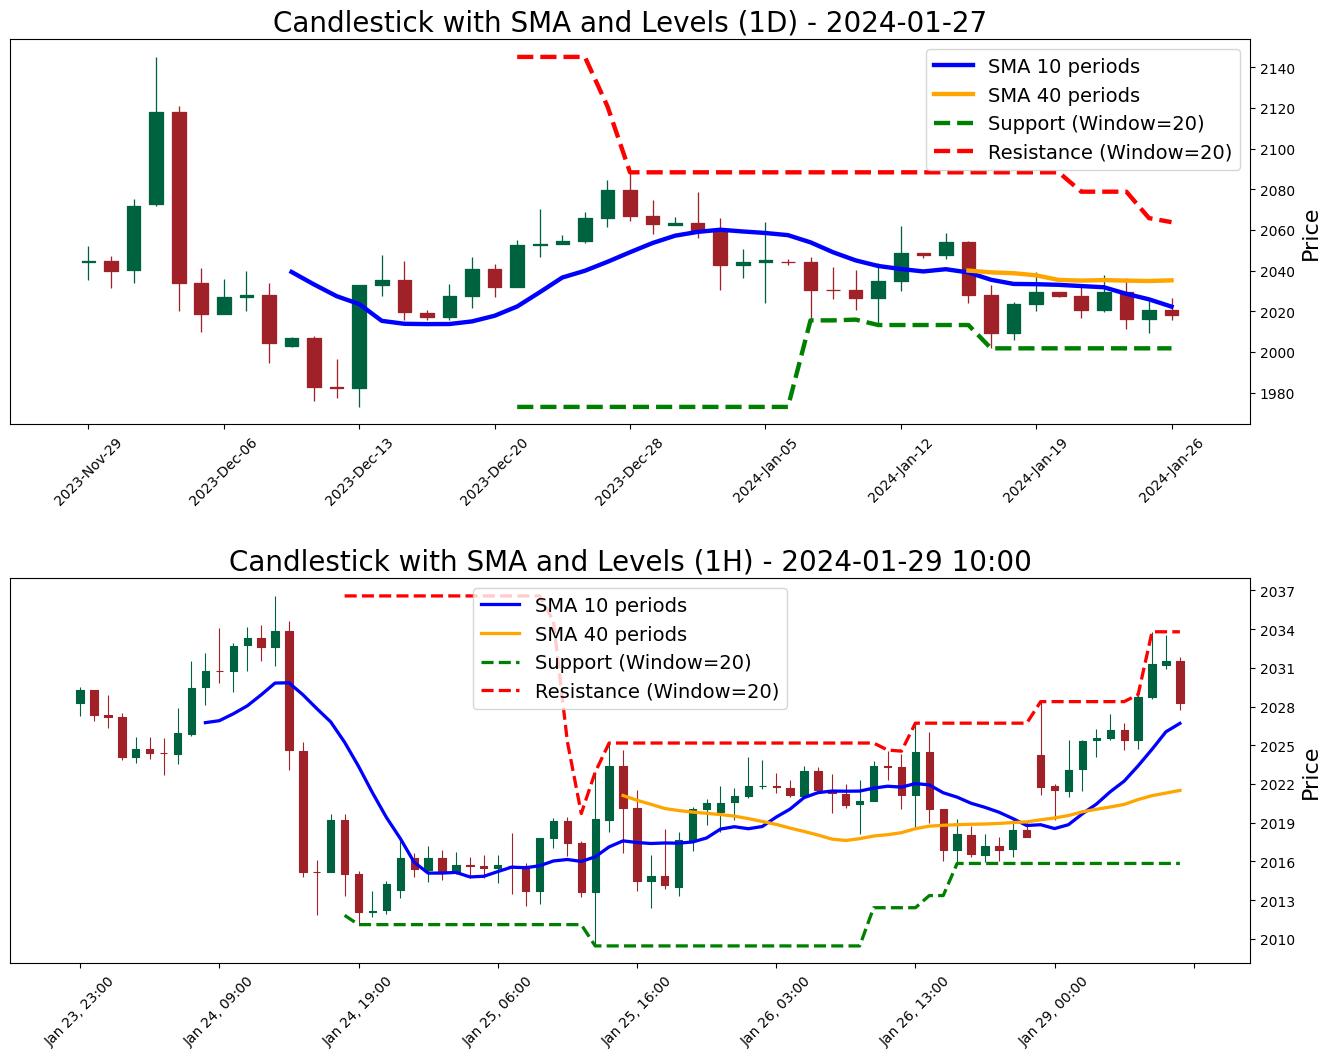 Candlestick with SMA and Levels (1D) - 2024-01-27
SMA 10 periods
SMA 40 periods
Support (Window=20)
Resistance (Window=20)
2140
2120
2100
2080
2060
2040
2020
2000
1980
Price
2023-Nov-29
2023-Dec-06
2023-Dec-13
2023-Dec-20
2023-Dec-28
2024-Jan-05
2024-Jan-12
2024-Jan-19
2024-Jan-26
Candlestick with SMA and Levels (1H) - 2024-01-29 10:00
SMA 10 periods
SMA 40 periods
Support (Window=20)
Resistance (Window=20)
2037
2034
2031
2028
2025
2022
2019
2016
2013
2010
Price
Jan 23, 23:00
Jan 24, 09:00
Jan 24, 19:00
Jan 25, 06:00
Jan 25, 16:00
Jan 26, 03:00
Jan 26, 13:00
Jan 29, 00:00